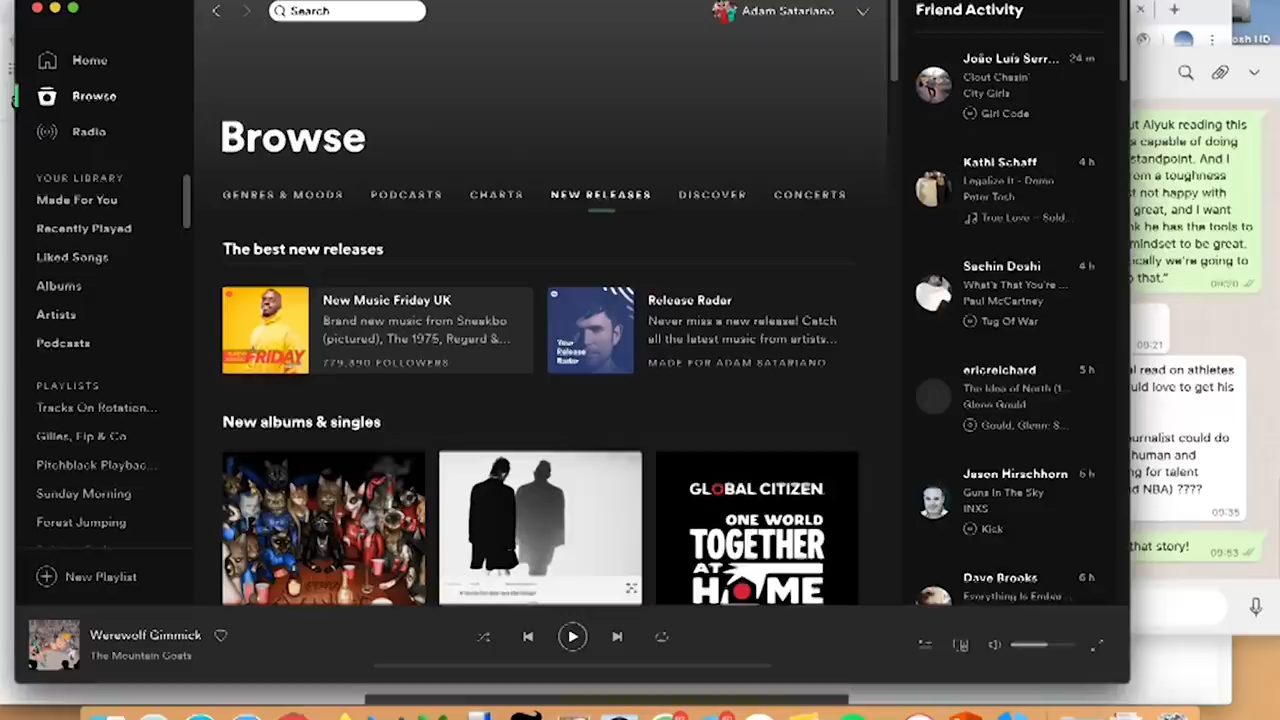 Search
Adam Satariano
Home
Browse
Radio
YOUR LIBRARY
Made For You
Recently Played
Liked Songs
Albums
Artists
Podcasts
PLAYLISTS
Tracks On Rotation...
Gilles, Fip & Co
Pitchblack Playbac...
Sunday Morning
Forest Jumping
New Playlist
Browse
GENRES & MOODS
PODCASTS
CHARTS
NEW RELEASES
DISCOVER
CONCERTS
The best new releases
New Music Friday UK
Brand new music from Sneakbo
(pictured), The 1975, Regard &...
779,390 FOLLOWERS
FRIDAY
Release Radar
Never miss a new release! Catch
all the latest music from artists...
MADE FOR ADAM SATARIANO
Your
Release
Radar
New albums & singles
GLOBAL CITIZEN
ONE WORLD
TOGETHER
AT
HOME
Friend Activity
João Luís Serr...
24 m
Clout Chasin'
City Girls
Girl Code
Kathi Schaff
4 h
Legalize It - Demo
Peter Tosh
True Love – Sold...
Sachin Doshi
4 h
What's That You're ...
Paul McCartney
Tug Of War
ericreichard
5 h
The Idea of North (1...
Glenn Gould
Gould, Glenn: S...
Jason Hirschhorn
6 h
Guns In The Sky
INXS
Kick
Dave Brooks
6 h
Everything Is Embar...
Werewolf Gimmick
The Mountain Goats
osh HD
ut Alyuk reading this
s capable of doing
standpoint. And I
om a toughness
st not happy with
great, and I want
nk he has the tools to
mindset to be great.
ically we're going to
o that."
09:20
09:21
al read on athletes
uld love to get his
urnalist could do
human and
ng for talent
d NBA) ????
09:35
that story!
09:53